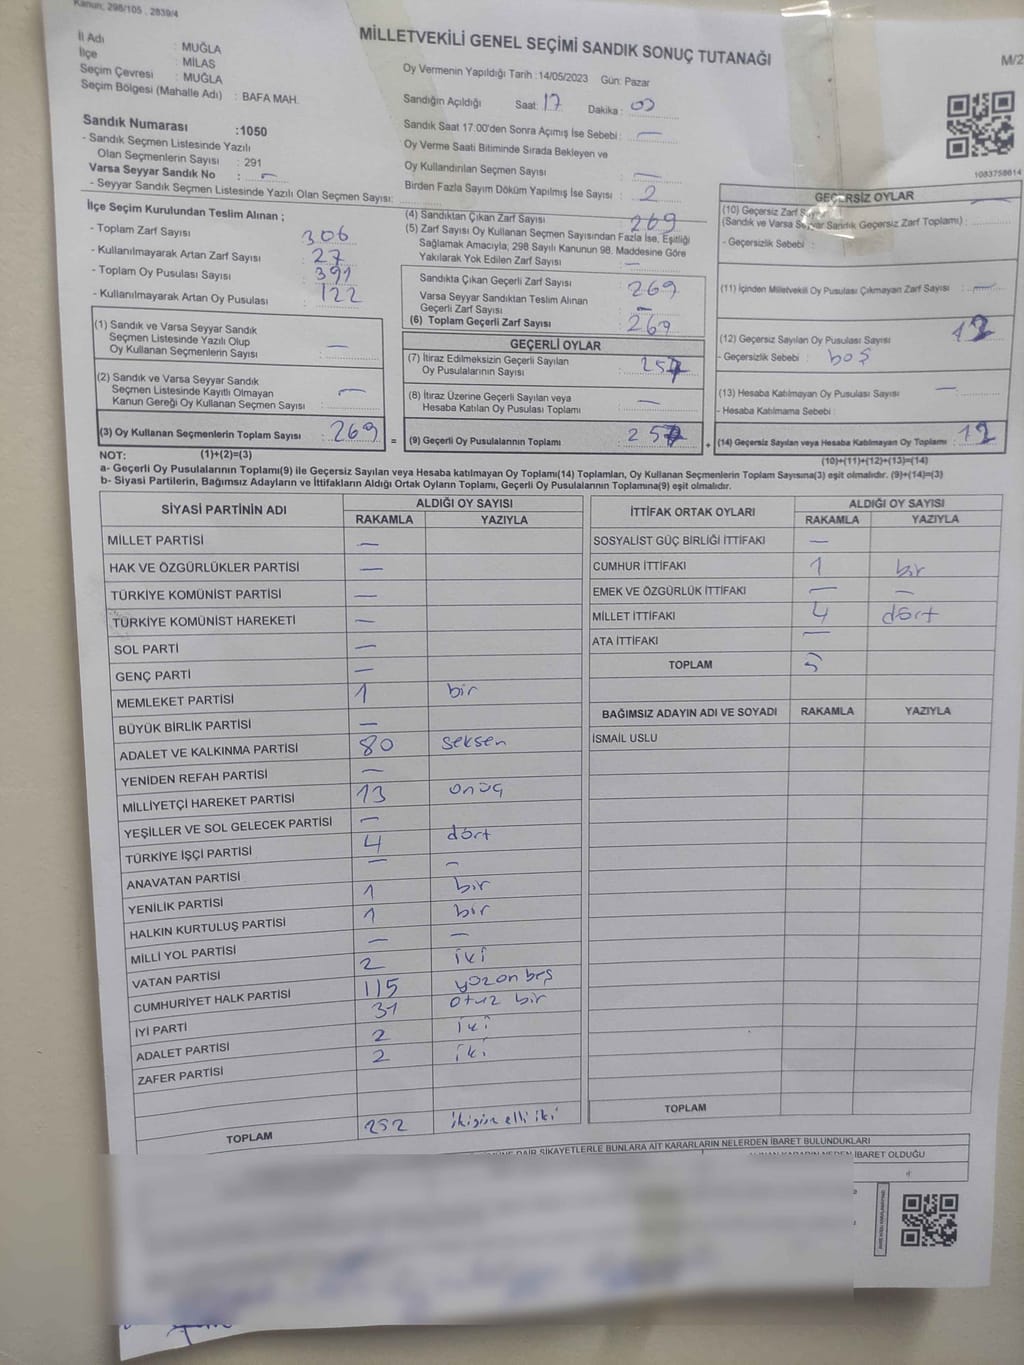 Kanun; 298/105 . 2839/4
MİLLETVEKİLİ GENEL SEÇİMİ SANDIK SONUÇ TUTANAĞI
M/2
İl Adı : MUĞLA
İlçe : MİLAS
Seçim Çevresi : MUĞLA
Seçim Bölgesi (Mahalle Adı) : BAFA MAH.
Sandık Numarası :1050
- Sandık Seçmen Listesinde Yazılı
Olan Seçmenlerin Sayısı : 291
Varsa Seyyar Sandık No : —
- Seyyar Sandık Seçmen Listesinde Yazılı Olan Seçmen Sayısı:
Oy Vermenin Yapıldığı Tarih :14/05/2023 Gün: Pazar
Sandığın Açıldığı Saat: 17 Dakika : 00
Sandık Saat 17:00'den Sonra Açımış İse Sebebi : —
Oy Verme Saati Bitiminde Sırada Bekleyen ve
Oy Kullandırılan Seçmen Sayısı : —
Birden Fazla Sayım Döküm Yapılmış İse Sayısı : 2
1083758614
İlçe Seçim Kurulundan Teslim Alınan ;
- Toplam Zarf Sayısı : 306
- Kullanılmayarak Artan Zarf Sayısı : 27
- Toplam Oy Pusulası Sayısı : 391
- Kullanılmayarak Artan Oy Pusulası : 122
(1) Sandık ve Varsa Seyyar Sandık
Seçmen Listesinde Yazılı Olup
Oy Kullanan Seçmenlerin Sayısı : —
(2) Sandık ve Varsa Seyyar Sandık
Seçmen Listesinde Kayıtlı Olmayan
Kanun Gereği Oy Kullanan Seçmen Sayısı : —
(3) Oy Kullanan Seçmenlerin Toplam Sayısı : 269
(4) Sandıktan Çıkan Zarf Sayısı : 269
(5) Zarf Sayısı Oy Kullanan Seçmen Sayısından Fazla İse, Eşitliği
Sağlamak Amacıyla; 298 Sayılı Kanunun 98. Maddesine Göre
Yakılarak Yok Edilen Zarf Sayısı : —
Sandıkta Çıkan Geçerli Zarf Sayısı : 269
Varsa Seyyar Sandıktan Teslim Alınan
Geçerli Zarf Sayısı : —
(6) Toplam Geçerli Zarf Sayısı : 269
GEÇERLİ OYLAR
(7) İtiraz Edilmeksizin Geçerli Sayılan
Oy Pusulalarının Sayısı : 257
(8) İtiraz Üzerine Geçerli Sayılan veya
Hesaba Katılan Oy Pusulası Toplamı : —
= (9) Geçerli Oy Pusulalarının Toplamı : 257
GEÇERSİZ OYLAR
(10) Geçersiz Zarf
(Sandık ve Varsa Seyyar Sandık Geçersiz Zarf Toplamı) :
- Geçersizlik Sebebi :
(11) İçinden Milletvekili Oy Pusulası Çıkmayan Zarf Sayısı : —
(12) Geçersiz Sayılan Oy Pusulası Sayısı : 12
- Geçersizlik Sebebi : boş
(13) Hesaba Katılmayan Oy Pusulası Sayısı : —
- Hesaba Katılmama Sebebi :
+ (14) Geçersiz Sayılan veya Hesaba Katılmayan Oy Toplamı : 12
NOT: (1)+(2)=(3)
(10)+(11)+(12)+(13)=(14)
a- Geçerli Oy Pusulalarının Toplamı(9) ile Geçersiz Sayılan veya Hesaba katılmayan Oy Toplamı(14) Toplamları, Oy Kullanan Seçmenlerin Toplam Sayısına(3) eşit olmalıdır. (9)+(14)=(3)
b- Siyasi Partilerin, Bağımsız Adayların ve İttifakların Aldığı Ortak Oyların Toplamı, Geçerli Oy Pusulalarının Toplamına(9) eşit olmalıdır.
SİYASİ PARTİNİN ADI ALDIĞI OY SAYISI
RAKAMLA YAZIYLA
MİLLET PARTİSİ —
HAK VE ÖZGÜRLÜKLER PARTİSİ —
TÜRKİYE KOMÜNİST PARTİSİ —
TÜRKİYE KOMÜNİST HAREKETİ —
SOL PARTİ —
GENÇ PARTİ —
MEMLEKET PARTİSİ 1 bir
BÜYÜK BİRLİK PARTİSİ —
ADALET VE KALKINMA PARTİSİ 80 seksen
YENİDEN REFAH PARTİSİ —
MİLLİYETÇİ HAREKET PARTİSİ 13 onüç
YEŞİLLER VE SOL GELECEK PARTİSİ —
TÜRKİYE İŞÇİ PARTİSİ 4 dört
ANAVATAN PARTİSİ — —
YENİLİK PARTİSİ 1 bir
HALKIN KURTULUŞ PARTİSİ 1 bir
MİLLİ YOL PARTİSİ — —
VATAN PARTİSİ 2 iki
CUMHURİYET HALK PARTİSİ 115 yüzonbeş
İYİ PARTİ 31 otuz bir
ADALET PARTİSİ 2 iki
ZAFER PARTİSİ 2 iki
TOPLAM 252 ikiyüz elli iki
İTTİFAK ORTAK OYLARI ALDIĞI OY SAYISI
RAKAMLA YAZIYLA
SOSYALİST GÜÇ BİRLİĞİ İTTİFAKI —
CUMHUR İTTİFAKI 1 bir
EMEK VE ÖZGÜRLÜK İTTİFAKI — —
MİLLET İTTİFAKI 4 dört
ATA İTTİFAKI —
TOPLAM 5
BAĞIMSIZ ADAYIN ADI VE SOYADI RAKAMLA YAZIYLA
İSMAİL USLU
TOPLAM
DAİR ŞİKAYETLERLE BUNLARA AİT KARARLARIN NELERDEN İBARET BULUNDUKLARI
İBARET OLDUĞU